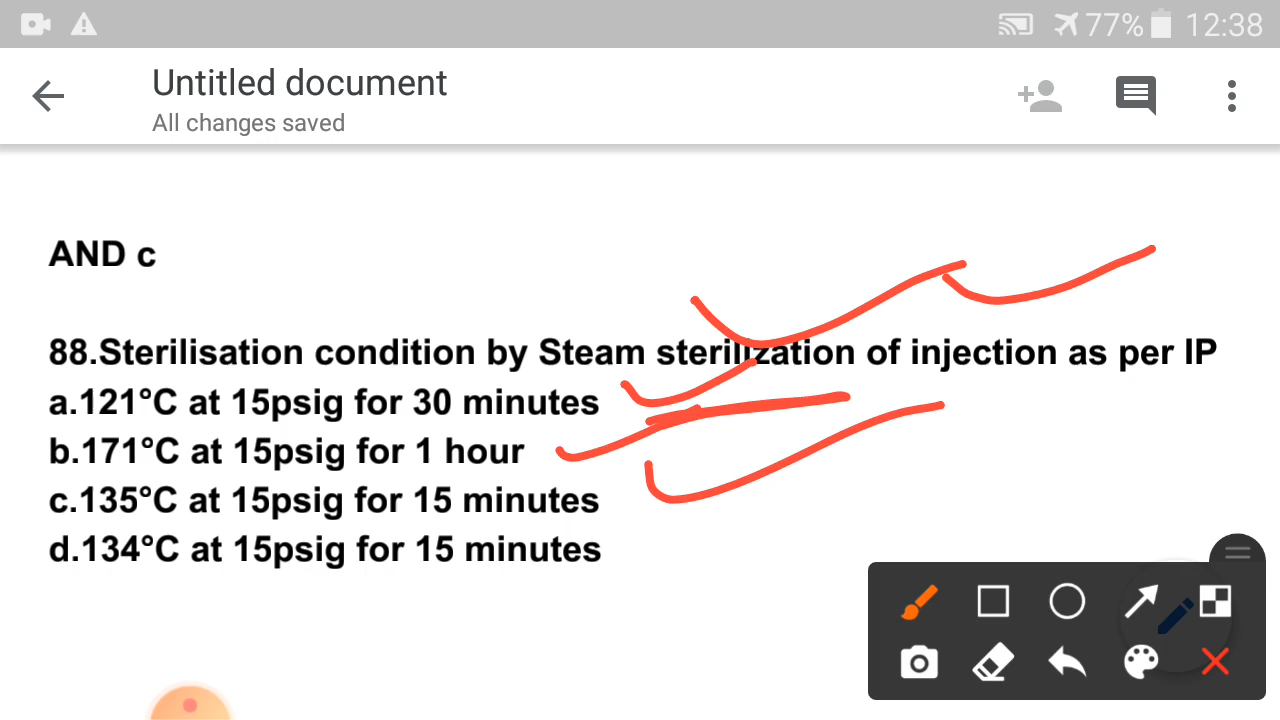 77% 12:38
Untitled document
All changes saved
AND c
88.Sterilisation condition by Steam sterilization of injection as per IP
a.121°C at 15psig for 30 minutes
b.171°C at 15psig for 1 hour
c.135°C at 15psig for 15 minutes
d.134°C at 15psig for 15 minutes